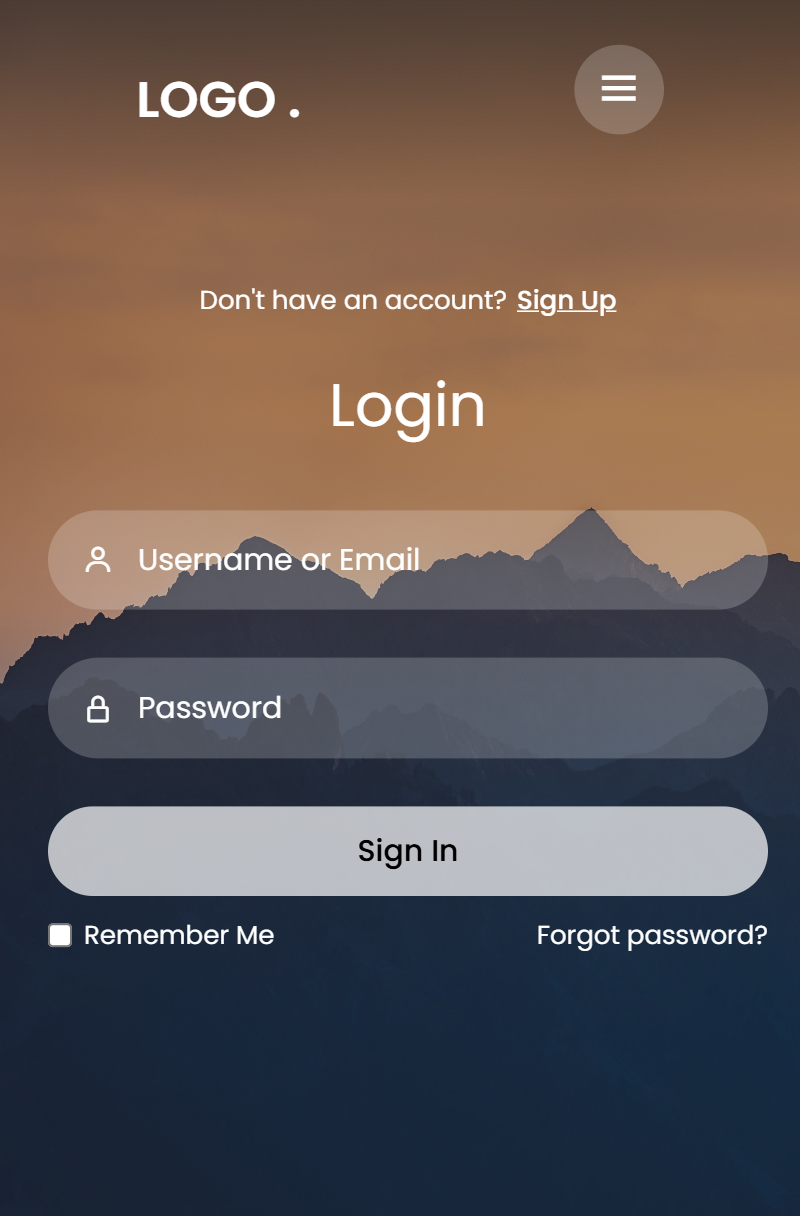 LOGO .
Don't have an account? Sign Up
Login
Username or Email
Password
Sign In
Remember Me
Forgot password?